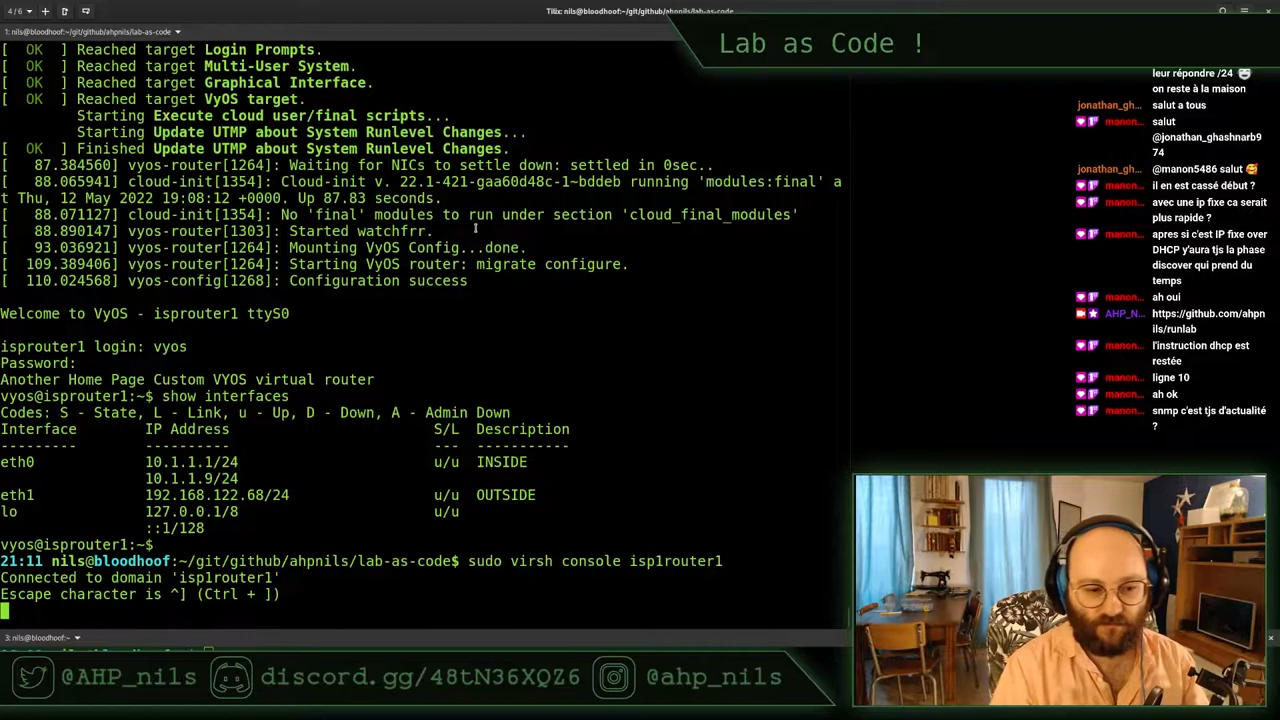 4/6
Tilix: nils@bloodhoof:~/git/github/ahpnils/lab-as-code
1: nils@bloodhoof:~/git/github/ahpnils/lab-as-code
Lab as Code !
[  OK  ] Reached target Login Prompts.
[  OK  ] Reached target Multi-User System.
[  OK  ] Reached target Graphical Interface.
[  OK  ] Reached target VyOS target.
Starting Execute cloud user/final scripts...
Starting Update UTMP about System Runlevel Changes...
[  OK  ] Finished Update UTMP about System Runlevel Changes.
[   87.384560] vyos-router[1264]: Waiting for NICs to settle down: settled in 0sec..
[   88.065941] cloud-init[1354]: Cloud-init v. 22.1-421-gaa60d48c-1~bddeb running 'modules:final' a
t Thu, 12 May 2022 19:08:12 +0000. Up 87.83 seconds.
[   88.071127] cloud-init[1354]: No 'final' modules to run under section 'cloud_final_modules'
[   88.890147] vyos-router[1303]: Started watchfrr.
[   93.036921] vyos-router[1264]: Mounting VyOS Config...done.
[  109.389406] vyos-router[1264]: Starting VyOS router: migrate configure.
[  110.024568] vyos-config[1268]: Configuration success
Welcome to VyOS - isprouter1 ttyS0
isprouter1 login: vyos
Password:
Another Home Page Custom VYOS virtual router
vyos@isprouter1:~$ show interfaces
Codes: S - State, L - Link, u - Up, D - Down, A - Admin Down
Interface        IP Address                        S/L  Description
---------        ----------                        ---  -----------
eth0             10.1.1.1/24                       u/u  INSIDE
10.1.1.9/24
eth1             192.168.122.68/24                 u/u  OUTSIDE
lo               127.0.0.1/8                       u/u
::1/128
vyos@isprouter1:~$
21:11 nils@bloodhoof:~/git/github/ahpnils/lab-as-code$ sudo virsh console isp1router1
Connected to domain 'isp1router1'
Escape character is ^] (Ctrl + ])
3: nils@bloodhoof:~
leur répondre /24
on reste à la maison
jonathan_gh... salut a tous
manon... salut
@jonathan_ghashnarb9
74
jonathan_gh... @manon5486 salut
manon... il en est cassé début ?
manon... avec une ip fixe ca serait
plus rapide ?
manon... apres si c'est IP fixe over
DHCP y'aura tjs la phase
discover qui prend du
temps
manon... ah oui
AHP_N... https://github.com/ahpn
ils/runlab
manon... l'instruction dhcp est
restée
manon... ligne 10
manon... ah ok
manon... snmp c'est tjs d'actualité
?
@AHP_nils discord.gg/48tN36XQZ6 @ahp_nils